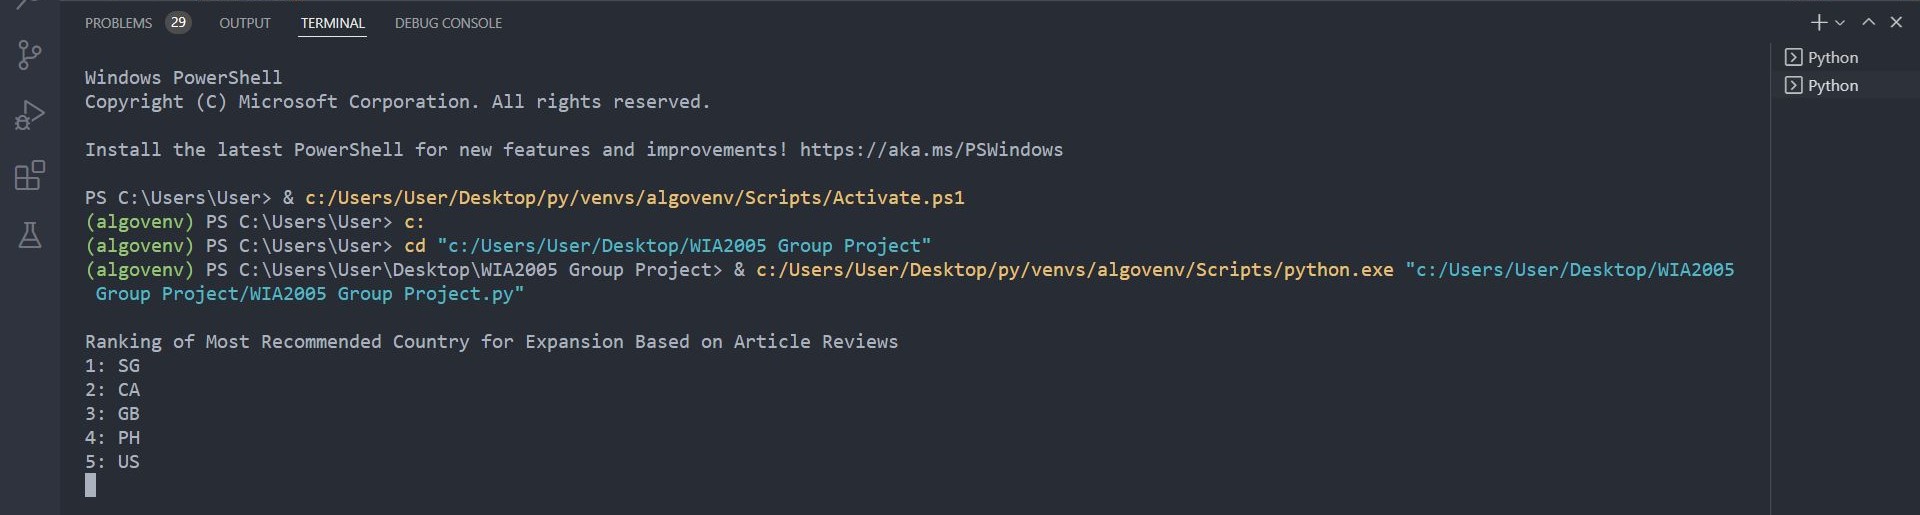 PROBLEMS 29 OUTPUT TERMINAL DEBUG CONSOLE
Python
Python
Windows PowerShell
Copyright (C) Microsoft Corporation. All rights reserved.
Install the latest PowerShell for new features and improvements! https://aka.ms/PSWindows
PS C:\Users\User> & c:/Users/User/Desktop/py/venvs/algovenv/Scripts/Activate.ps1
(algovenv) PS C:\Users\User> c:
(algovenv) PS C:\Users\User> cd "c:/Users/User/Desktop/WIA2005 Group Project"
(algovenv) PS C:\Users\User\Desktop\WIA2005 Group Project> & c:/Users/User/Desktop/py/venvs/algovenv/Scripts/python.exe "c:/Users/User/Desktop/WIA2005
Group Project/WIA2005 Group Project.py"
Ranking of Most Recommended Country for Expansion Based on Article Reviews
1: SG
2: CA
3: GB
4: PH
5: US